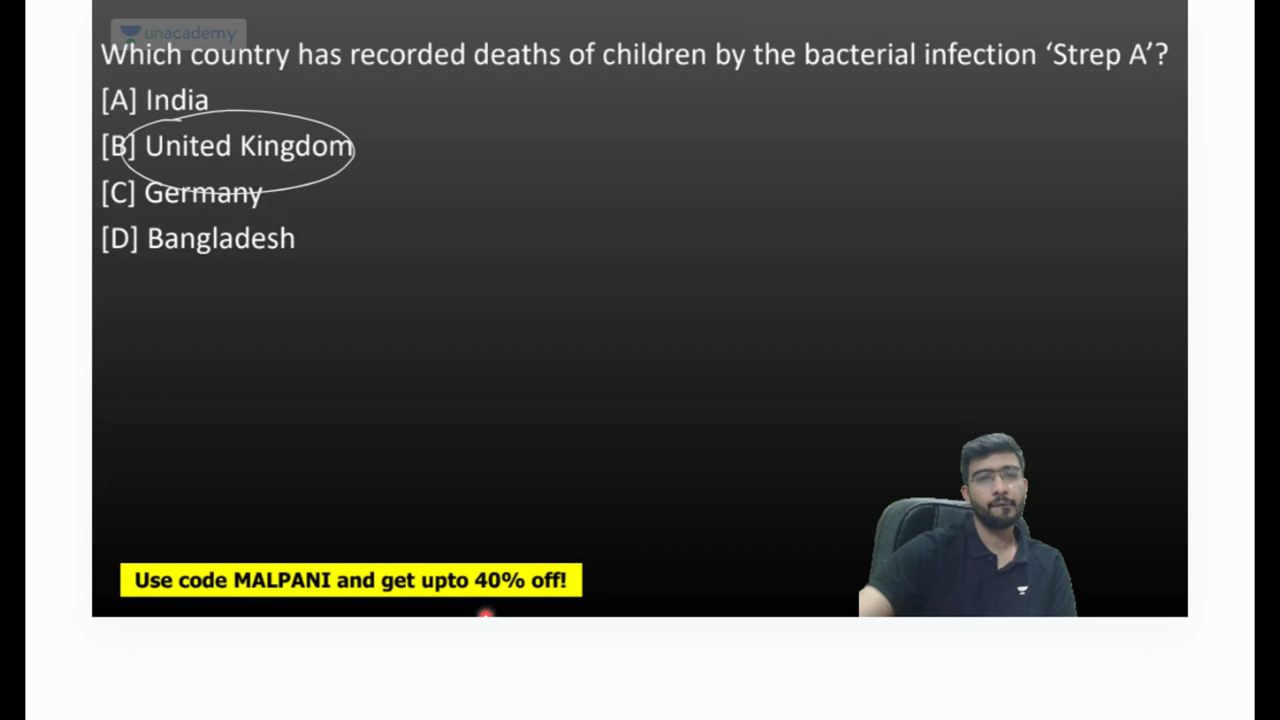 unacademy
Which country has recorded deaths of children by the bacterial infection ‘Strep A’?
[A] India
[B] United Kingdom
[C] Germany
[D] Bangladesh
Use code MALPANI and get upto 40% off!